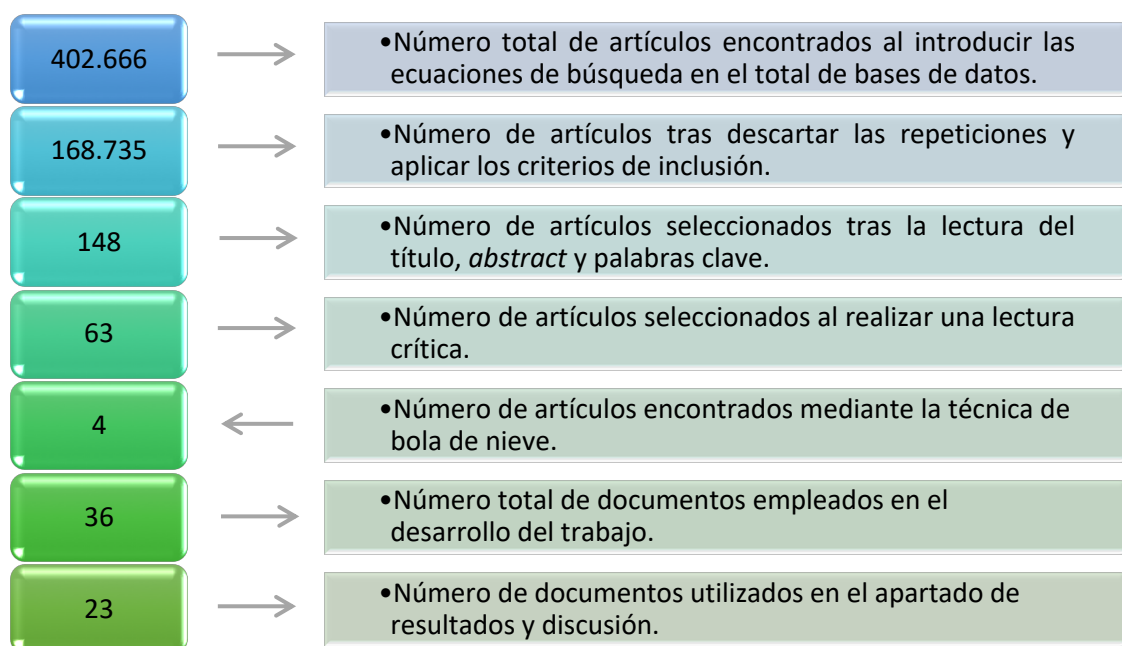 402.666
•Número total de artículos encontrados al introducir las
ecuaciones de búsqueda en el total de bases de datos.
168.735
•Número de artículos tras descartar las repeticiones y
aplicar los criterios de inclusión.
148
•Número de artículos seleccionados tras la lectura del
título, abstract y palabras clave.
63
•Número de artículos seleccionados al realizar una lectura
crítica.
4
•Número de artículos encontrados mediante la técnica de
bola de nieve.
36
•Número total de documentos empleados en el
desarrollo del trabajo.
23
•Número de documentos utilizados en el apartado de
resultados y discusión.